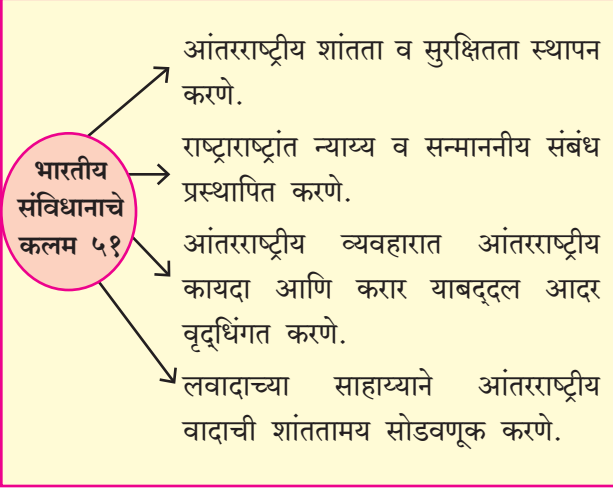 आंतरराष्ट्रीय शांतता व सुरक्षितता स्थापन
करणे.
राष्ट्राराष्ट्रांत न्याय्य व सन्माननीय संबंध
प्रस्थापित करणे.
भारतीय
संविधानाचे
कलम ५१
आंतरराष्ट्रीय व्यवहारात आंतरराष्ट्रीय
कायदा आणि करार याबद्‌दल आदर
वृद्‌धिंगत करणे.
लवादाच्या साहाय्याने आंतरराष्ट्रीय
वादाची शांततामय सोडवणूक करणे.